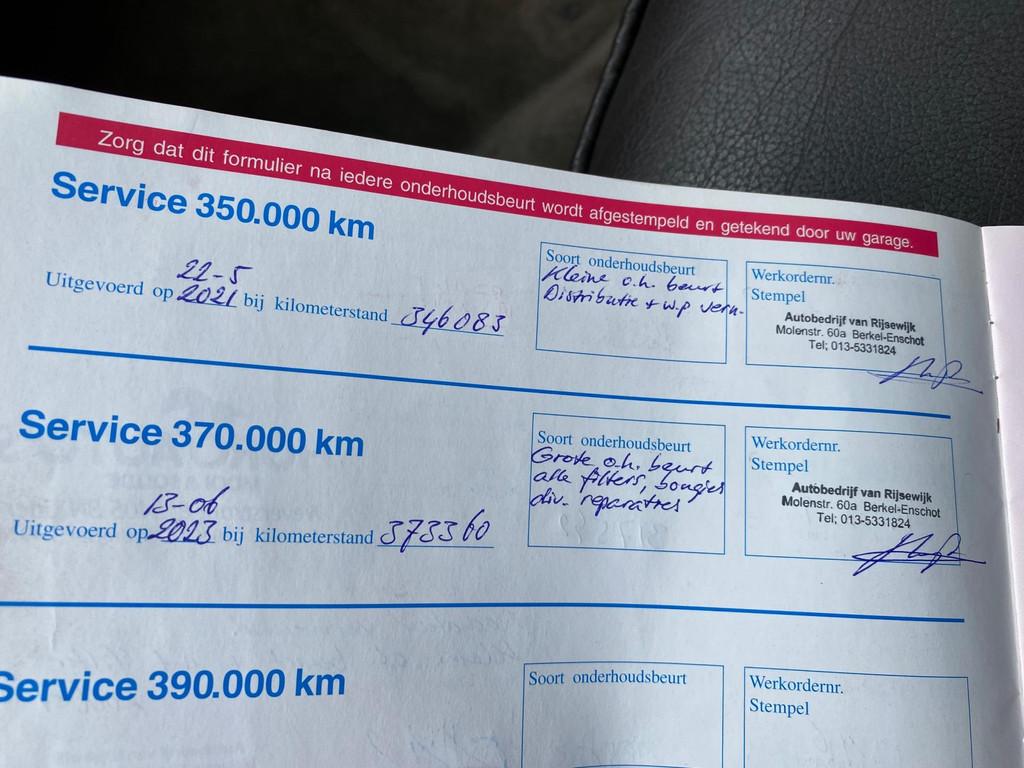 Zorg dat dit formulier na iedere onderhoudsbeurt wordt afgestempeld en getekend door uw garage.
Service 350.000 km
22-5
Uitgevoerd op 2021 bij kilometerstand 346083
Soort onderhoudsbeurt
Kleine o.h. beurt
Distributie + w.p vern.
Werkordernr.
Stempel
Autobedrijf van Rijsewijk
Molenstr. 60a Berkel-Enschot
Tel; 013-5331824
Service 370.000 km
13-06
Uitgevoerd op 2023 bij kilometerstand 373360
Soort onderhoudsbeurt
Grote o.h. beurt
alle filters, bougies
div. reparaties
Werkordernr.
Stempel
Autobedrijf van Rijsewijk
Molenstr. 60a Berkel-Enschot
Tel; 013-5331824
Service 390.000 km
Soort onderhoudsbeurt
Werkordernr.
Stempel